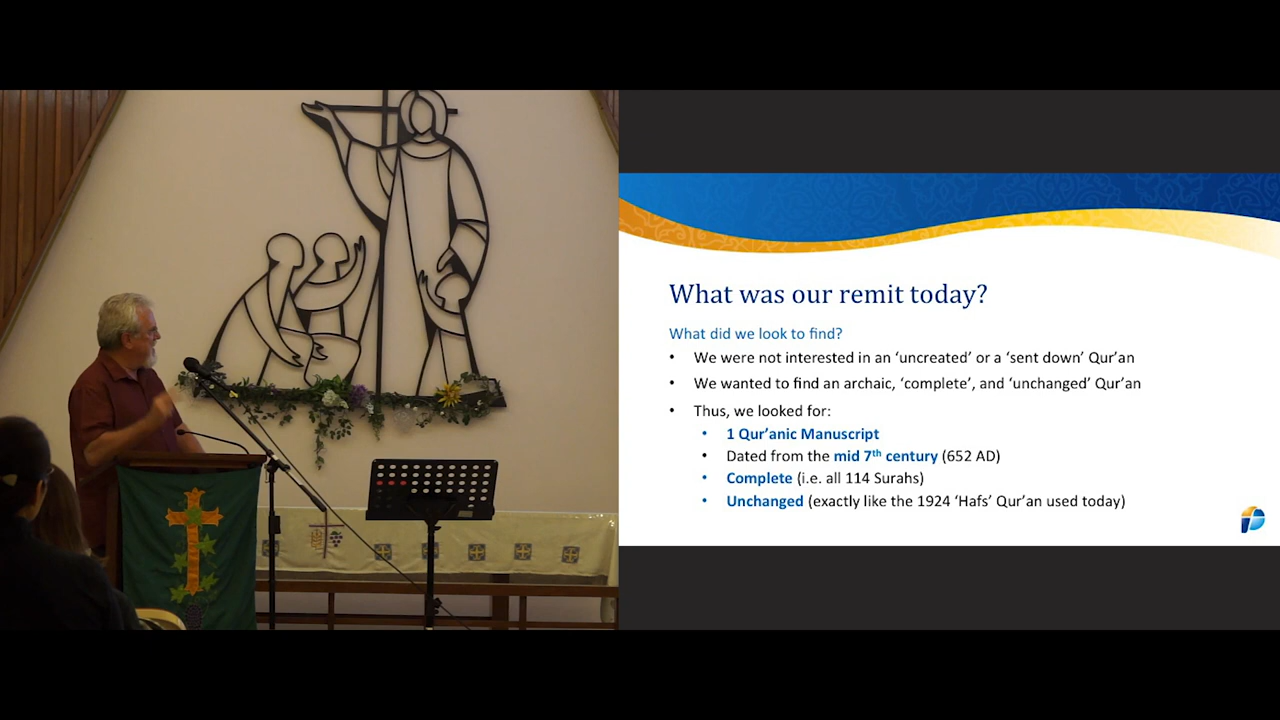 What was our remit today?
What did we look to find?
• We were not interested in an ‘uncreated’ or a ‘sent down’ Qur’an
• We wanted to find an archaic, ‘complete’, and ‘unchanged’ Qur’an
• Thus, we looked for:
• 1 Qur’anic Manuscript
• Dated from the mid 7th century (652 AD)
• Complete (i.e. all 114 Surahs)
• Unchanged (exactly like the 1924 ‘Hafs’ Qur’an used today)